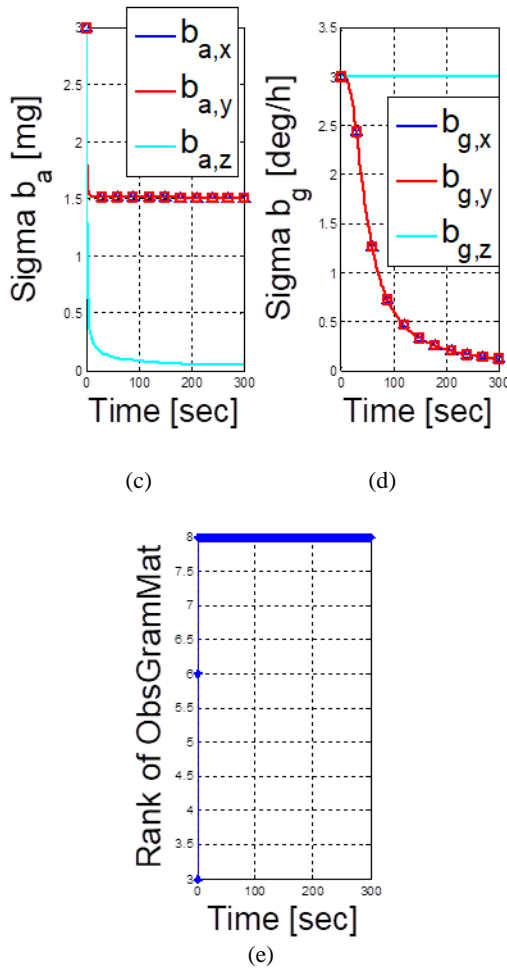 Sigma b_a [mg]
3
2.5
2
1.5
1
0.5
0
0 100 200 300
Time [sec]
b_a,x
b_a,y
b_a,z
(c)
Sigma b_g [deg/h]
3.5
3
2.5
2
1.5
1
0.5
0
0 100 200 300
Time [sec]
b_g,x
b_g,y
b_g,z
(d)
Rank of ObsGramMat
8
7.5
7
6.5
6
5.5
5
4.5
4
3.5
3
0 100 200 300
Time [sec]
(e)